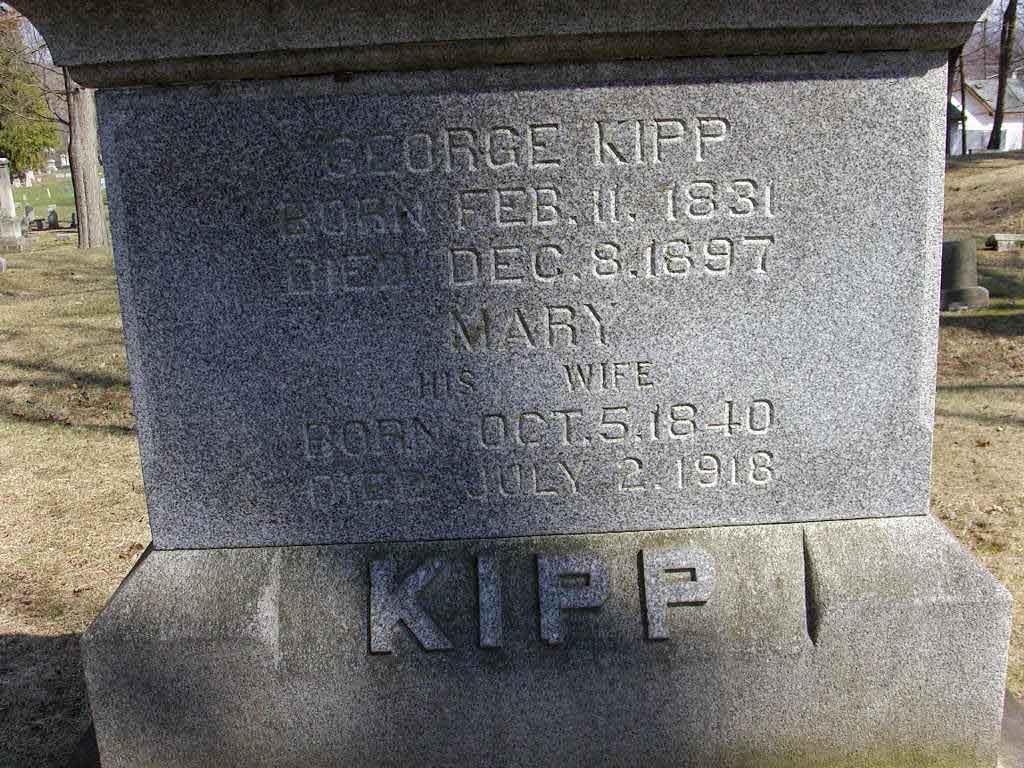 GEORGE KIPP
BORN FEB. 11. 1831
DIED DEC. 8. 1897
MARY
HIS WIFE
BORN OCT. 5. 1840
DIED JULY 2. 1918
KIPP